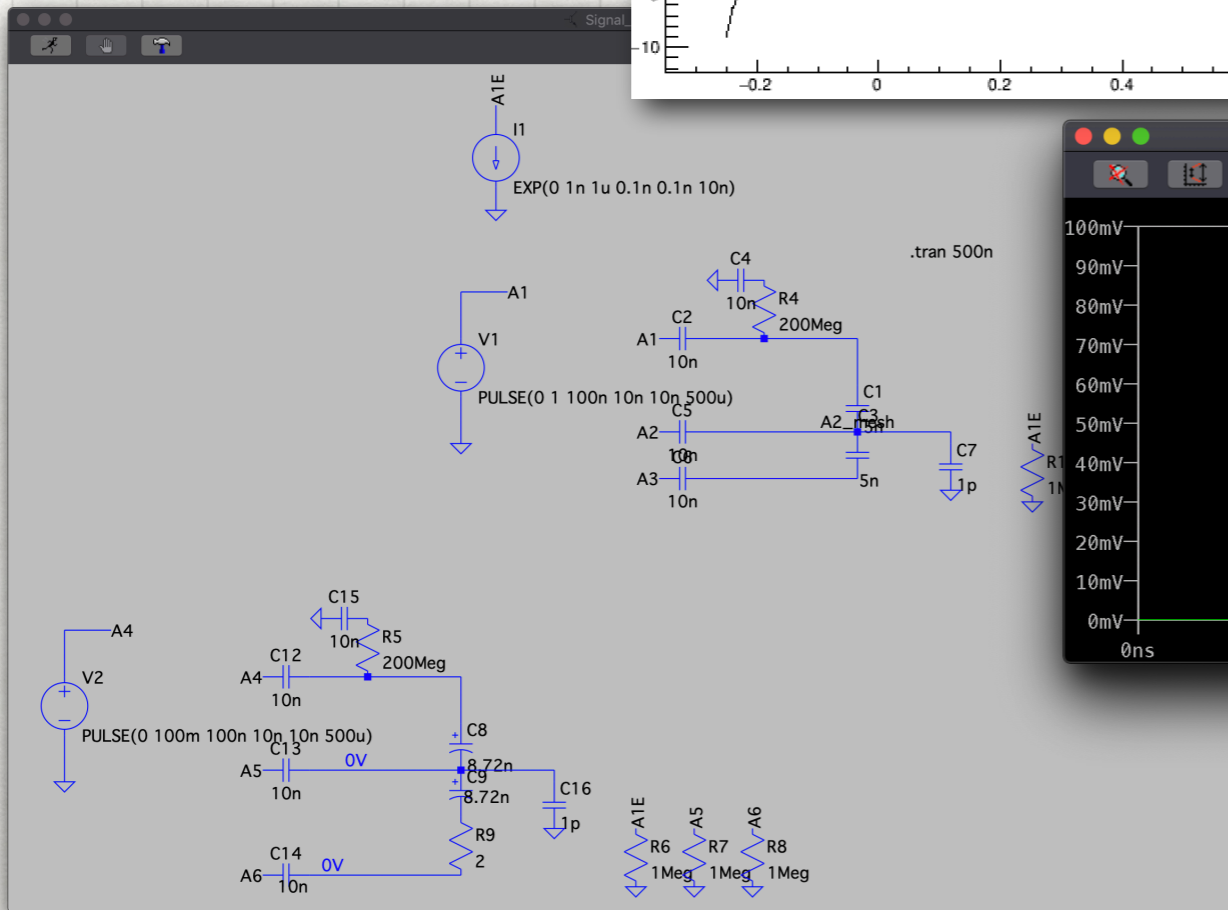 Signal_
-10
-0.2 0 0.2 0.4
A1E
I1
EXP(0 1n 1u 0.1n 0.1n 10n)
.tran 500n
C4
10n
R4
200Meg
A1
V1
PULSE(0 1 100n 10n 10n 500u)
C2
A1
10n
C1
5n
C5
A2
10n
A2_mesh
C3
5n
C6
A3
10n
C7
1p
A1E
R1
100mV
90mV
80mV
70mV
60mV
50mV
40mV
30mV
20mV
10mV
0mV
0ns
C15
10n
R5
200Meg
A4
V2
PULSE(0 100m 100n 10n 10n 500u)
C12
A4
10n
C8
8.72n
C13
A5
0V
10n
C9
8.72n
C16
1p
R9
2
C14
A6
0V
10n
A1E
R6
1Meg
A5
R7
1Meg
A6
R8
1Meg